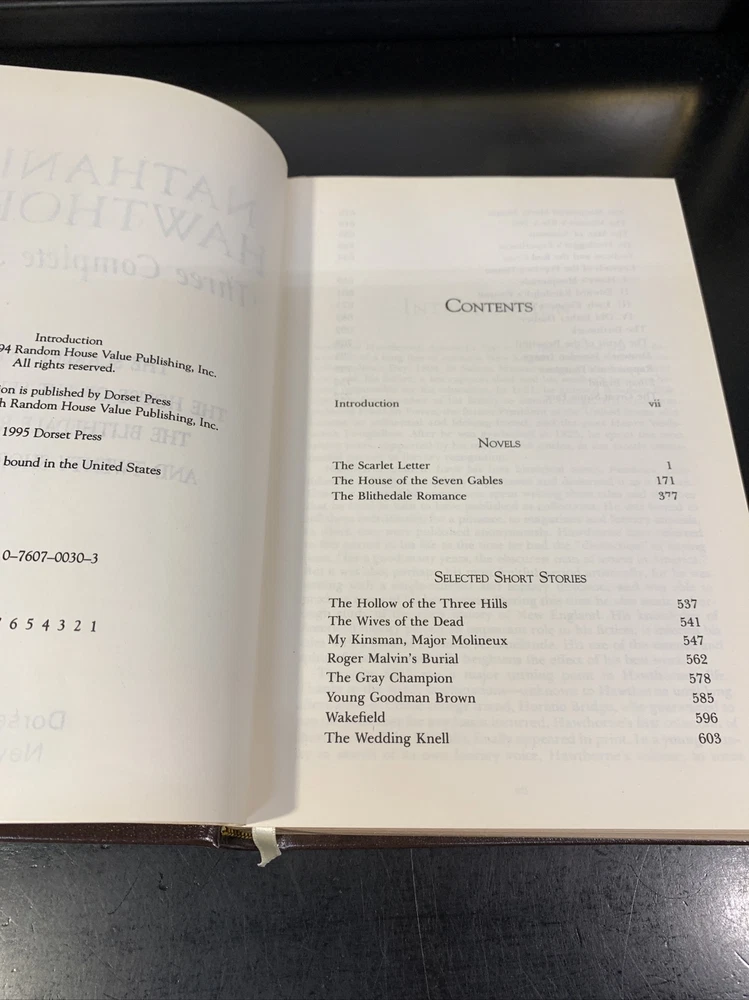 Introduction
94 Random House Value Publishing, Inc.
All rights reserved.
ion is published by Dorset Press
h Random House Value Publishing, Inc.
1995 Dorset Press
bound in the United States
0–7607–0030–3
6 5 4 3 2 1
CONTENTS
Introduction vii
NOVELS
The Scarlet Letter 1
The House of the Seven Gables 171
The Blithedale Romance 377
SELECTED SHORT STORIES
The Hollow of the Three Hills 537
The Wives of the Dead 541
My Kinsman, Major Molineux 547
Roger Malvin's Burial 562
The Gray Champion 578
Young Goodman Brown 585
Wakefield 596
The Wedding Knell 603